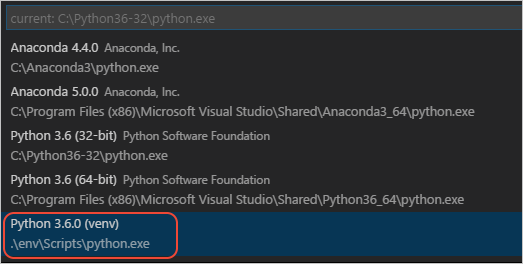 current: C:\Python36-32\python.exe
Anaconda 4.4.0 Anaconda, Inc.
C:\Anaconda3\python.exe
Anaconda 5.0.0 Anaconda, Inc.
C:\Program Files (x86)\Microsoft Visual Studio\Shared\Anaconda3_64\python.exe
Python 3.6 (32-bit) Python Software Foundation
C:\Python36-32\python.exe
Python 3.6 (64-bit) Python Software Foundation
C:\Program Files (x86)\Microsoft Visual Studio\Shared\Python36_64\python.exe
Python 3.6.0 (venv)
.\env\Scripts\python.exe